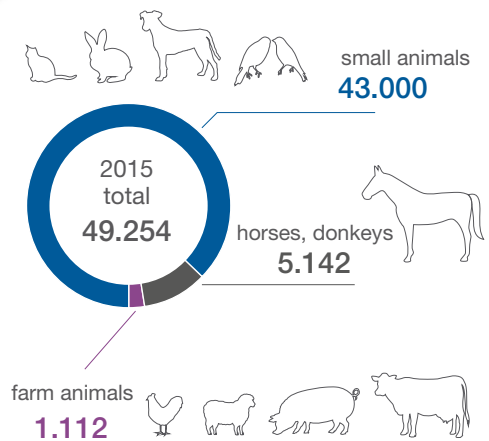 small animals
43.000
2015
total
49.254
horses, donkeys
5.142
farm animals
1.112